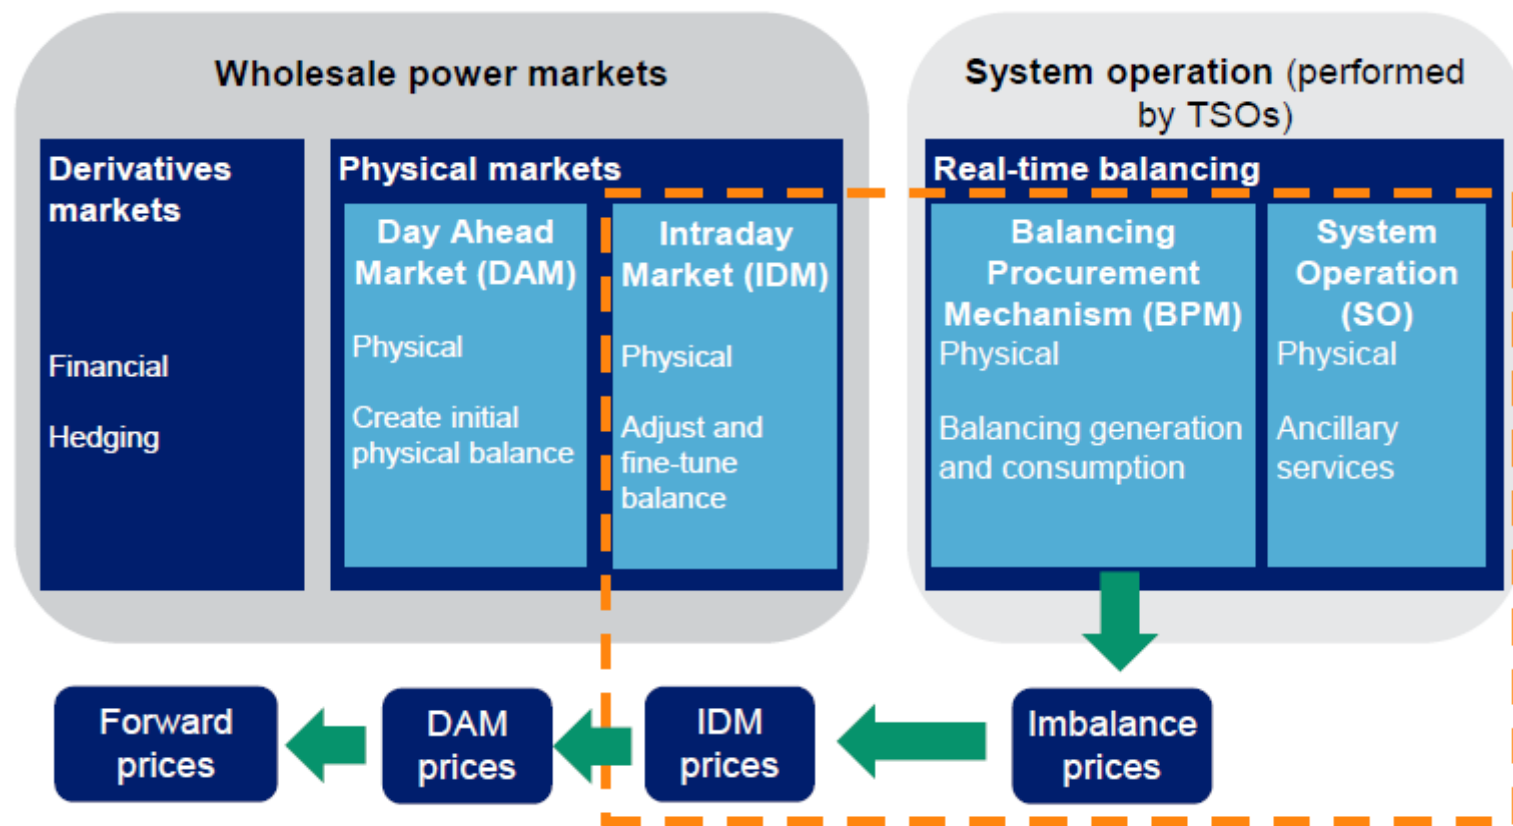 Wholesale power markets
System operation (performed
by TSOs)
Derivatives
markets
Financial
Hedging
Physical markets
Day Ahead
Market (DAM)
Physical
Create initial
physical balance
Intraday
Market (IDM)
Physical
Adjust and
fine-tune
balance
Real-time balancing
Balancing
Procurement
Mechanism (BPM)
Physical
Balancing generation
and consumption
System
Operation
(SO)
Physical
Ancillary
services
Forward
prices
DAM
prices
IDM
prices
Imbalance
prices